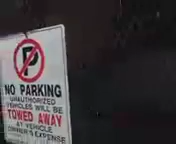 P
NO PARKING
UNAUTHORIZED
VEHICLES WILL BE
TOWED AWAY
AT VEHICLE
OWNER'S EXPENSE